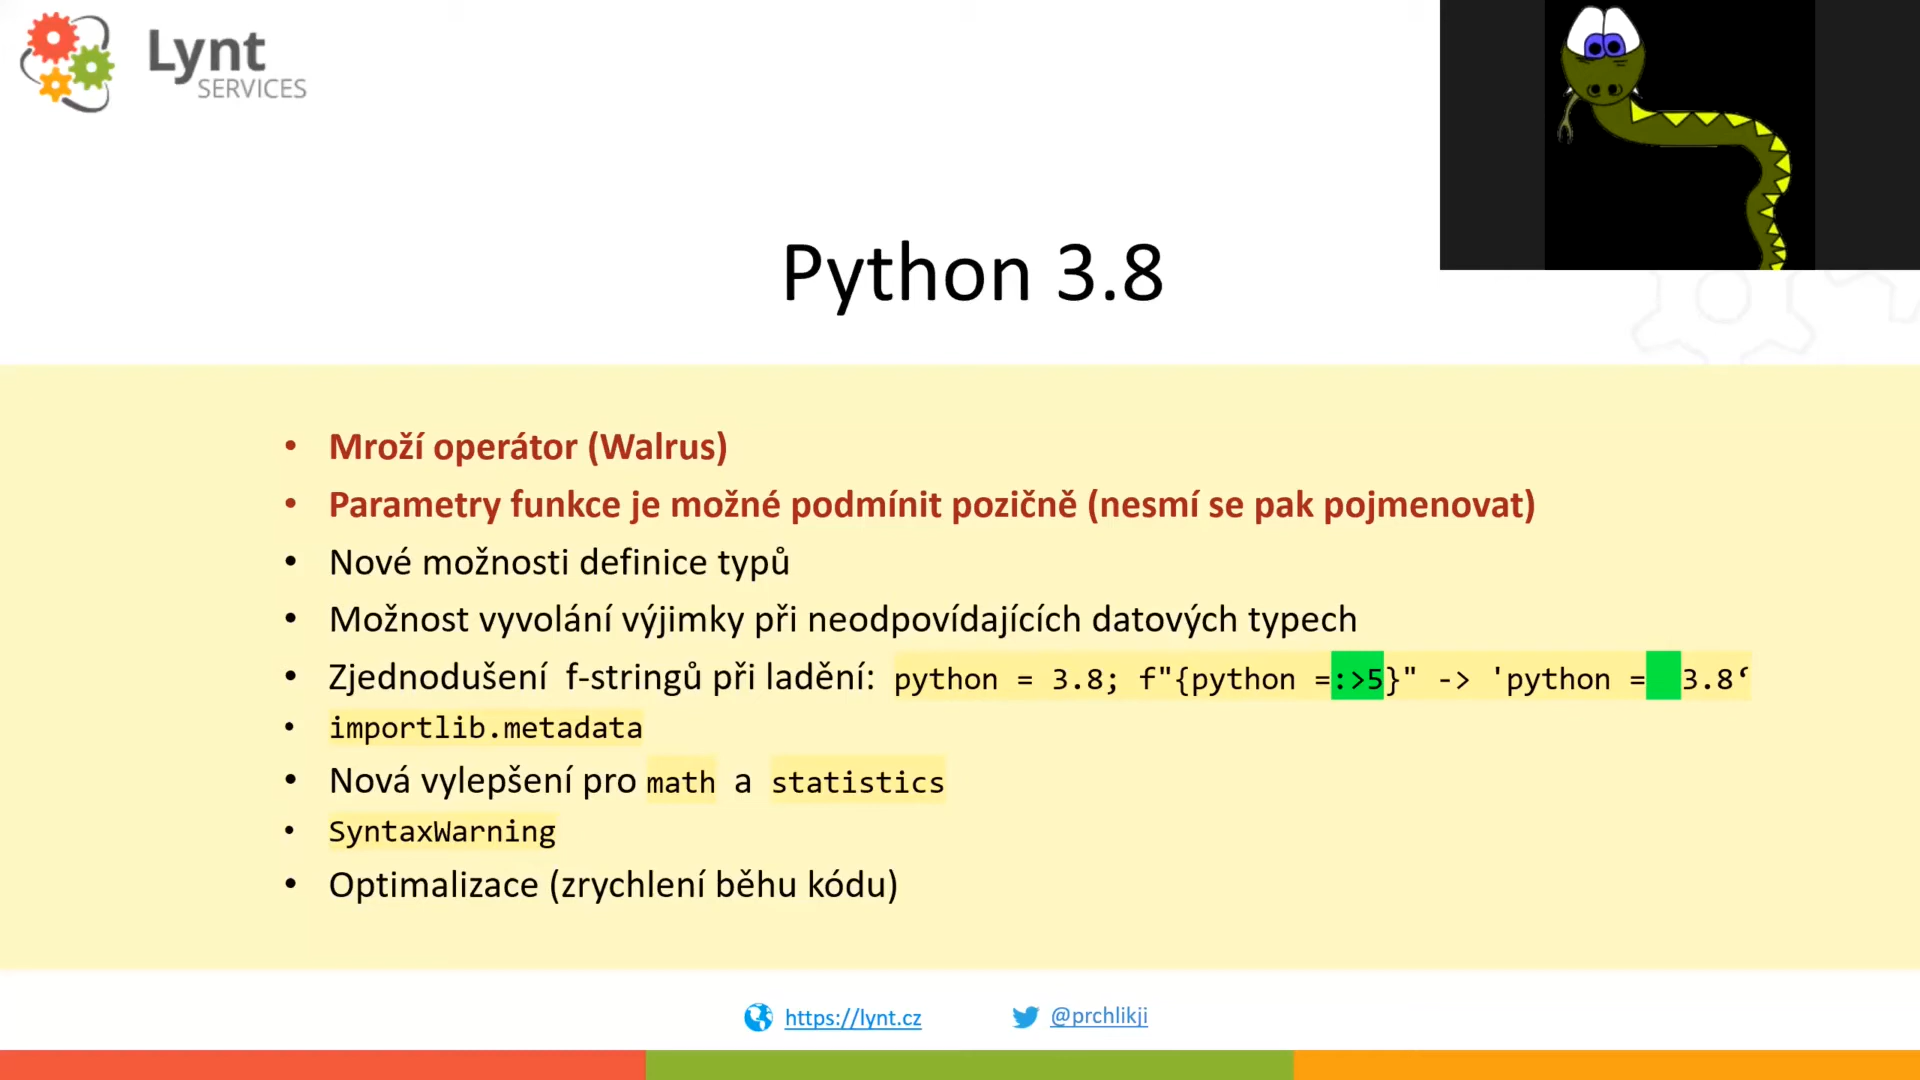 Lynt
SERVICES
Python 3.8
• Mroží operátor (Walrus)
• Parametry funkce je možné podmínit pozičně (nesmí se pak pojmenovat)
• Nové možnosti definice typů
• Možnost vyvolání výjimky při neodpovídajících datových typech
• Zjednodušení f-stringů při ladění: python = 3.8; f"{python =:>5}" -> 'python =  3.8‘
• importlib.metadata
• Nová vylepšení pro math a statistics
• SyntaxWarning
• Optimalizace (zrychlení běhu kódu)
https://lynt.cz @prchlikji